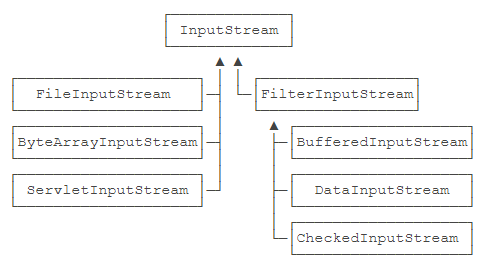 InputStream
FileInputStream
FilterInputStream
ByteArrayInputStream
BufferedInputStream
ServletInputStream
DataInputStream
CheckedInputStream